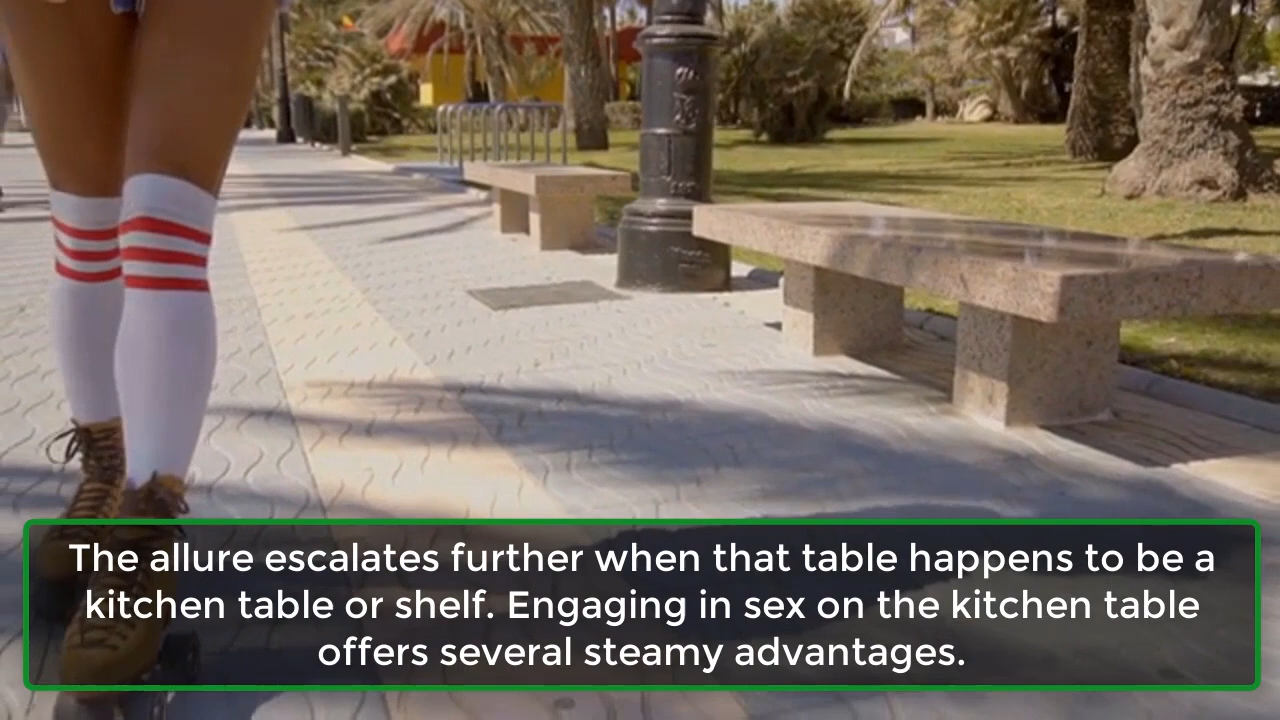 The allure escalates further when that table happens to be a
kitchen table or shelf. Engaging in sex on the kitchen table
offers several steamy advantages.